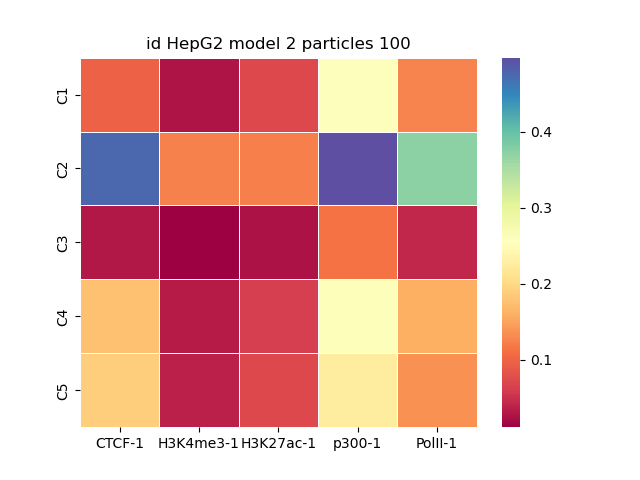 id HepG2 model 2 particles 100
C1
C2
C3
C4
C5
CTCF-1 H3K4me3-1 H3K27ac-1 p300-1 PolII-1
0.4
0.3
0.2
0.1